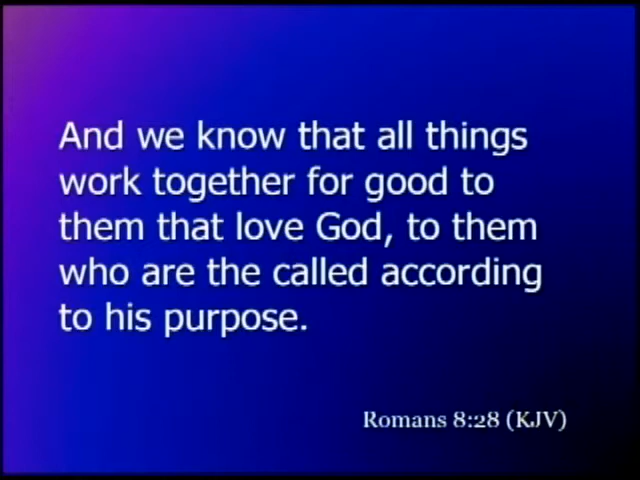 And we know that all things
work together for good to
them that love God, to them
who are the called according
to his purpose.
Romans 8:28 (KJV)